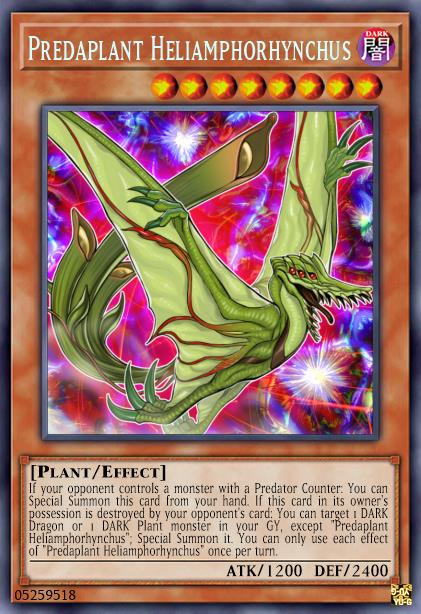 PREDAPLANT HELIAMPHORHYNCHUS
DARK
闇
[PLANT/EFFECT]
If your opponent controls a monster with a Predator Counter: You can
Special Summon this card from your hand. If this card in its owner's
possession is destroyed by your opponent's card: You can target 1 DARK
Dragon or 1 DARK Plant monster in your GY, except "Predaplant
Heliamphorhynchus"; Special Summon it. You can only use each effect
of "Predaplant Heliamphorhynchus" once per turn.
ATK/1200 DEF/2400
05259518